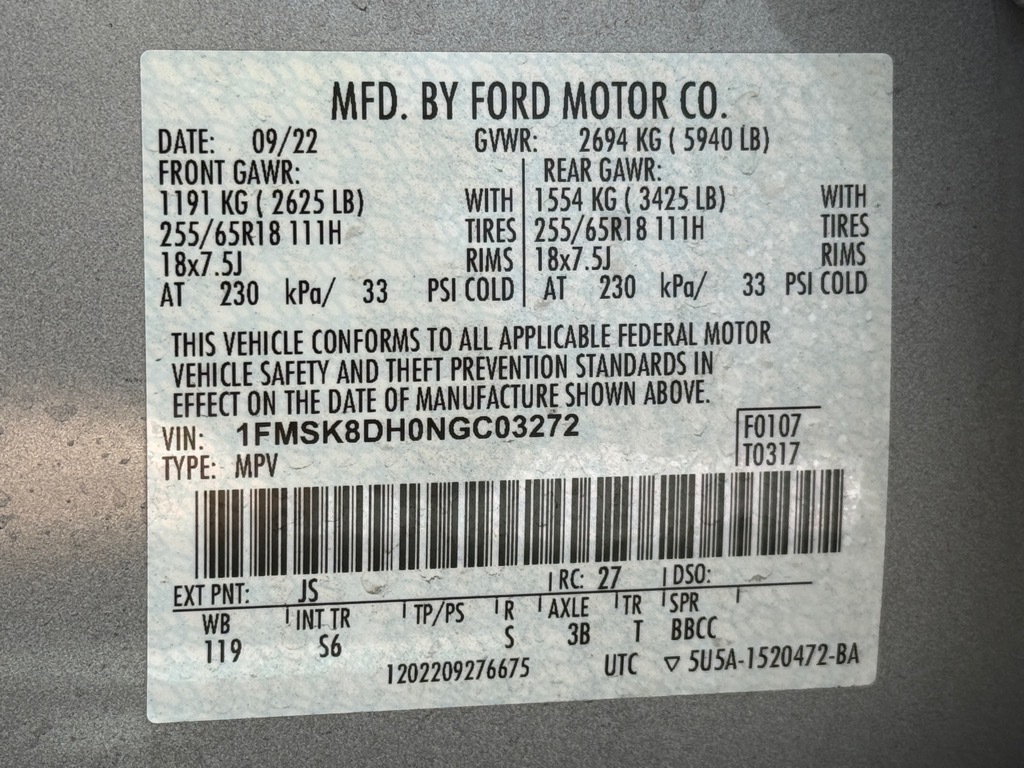 MFD. BY FORD MOTOR CO.
DATE: 09/22 GVWR: 2694 KG ( 5940 LB)
FRONT GAWR: REAR GAWR:
1191 KG ( 2625 LB) WITH 1554 KG ( 3425 LB) WITH
255/65R18 111H TIRES 255/65R18 111H TIRES
18x7.5J RIMS 18x7.5J RIMS
AT 230 kPa/ 33 PSI COLD AT 230 kPa/ 33 PSI COLD
THIS VEHICLE CONFORMS TO ALL APPLICABLE FEDERAL MOTOR
VEHICLE SAFETY AND THEFT PREVENTION STANDARDS IN
EFFECT ON THE DATE OF MANUFACTURE SHOWN ABOVE.
VIN: 1FMSK8DH0NGC03272 F0107
TYPE: MPV T0317
EXT PNT: JS RC: 27 DSO:
WB INT TR TP/PS R AXLE TR SPR
119 S6 S 3B T BBCC
1202209276675 UTC ▽ 5U5A-1520472-BA